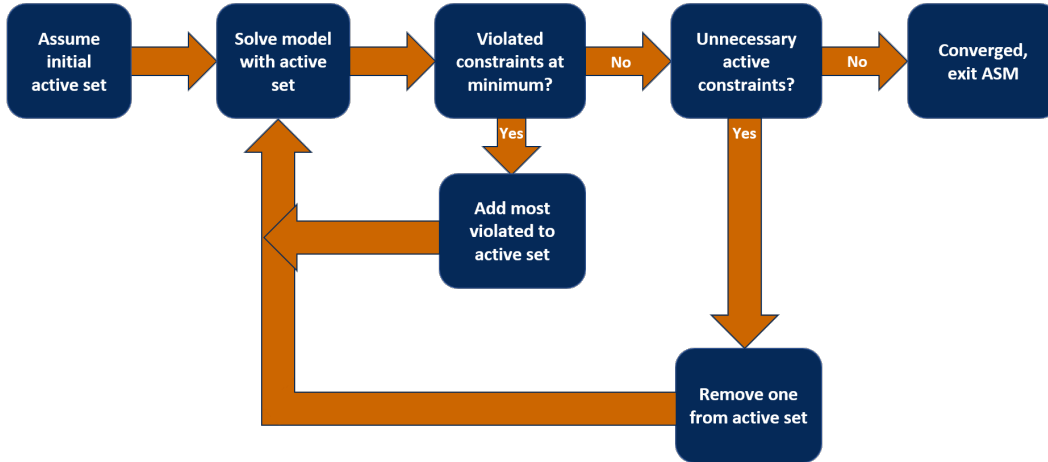 Assume
initial
active set
Solve model
with active
set
Violated
constraints at
minimum?
No
Unnecessary
active
constraints?
No
Converged,
exit ASM
Yes
Yes
Add most
violated to
active set
Remove one
from active set